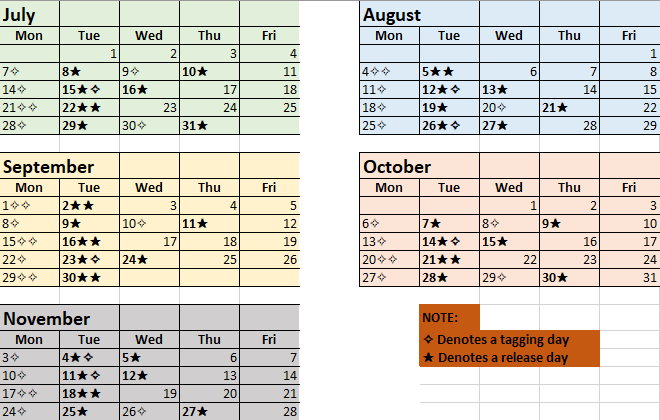 July
Mon Tue Wed Thu Fri
1 2 3 4
7✧ 8★ 9✧ 10★ 11
14✧ 15★✧ 16★ 17 18
21✧✧ 22★★ 23 24 25
28✧ 29★ 30✧ 31★
August
Mon Tue Wed Thu Fri
1
4✧✧ 5★★ 6 7 8
11✧ 12★✧ 13★ 14 15
18✧ 19★ 20✧ 21★ 22
25✧ 26★✧ 27★ 28 29
September
Mon Tue Wed Thu Fri
1✧✧ 2★★ 3 4 5
8✧ 9★ 10✧ 11★ 12
15✧✧ 16★★ 17 18 19
22✧ 23★✧ 24★ 25 26
29✧✧ 30★★
October
Mon Tue Wed Thu Fri
1 2 3
6✧ 7★ 8✧ 9★ 10
13✧ 14★✧ 15★ 16 17
20✧✧ 21★★ 22 23 24
27✧ 28★ 29✧ 30★ 31
November
Mon Tue Wed Thu Fri
3✧ 4★✧ 5★ 6 7
10✧ 11★✧ 12★ 13 14
17✧✧ 18★★ 19 20 21
24✧ 25★ 26✧ 27★ 28
NOTE:
✧ Denotes a tagging day
★ Denotes a release day